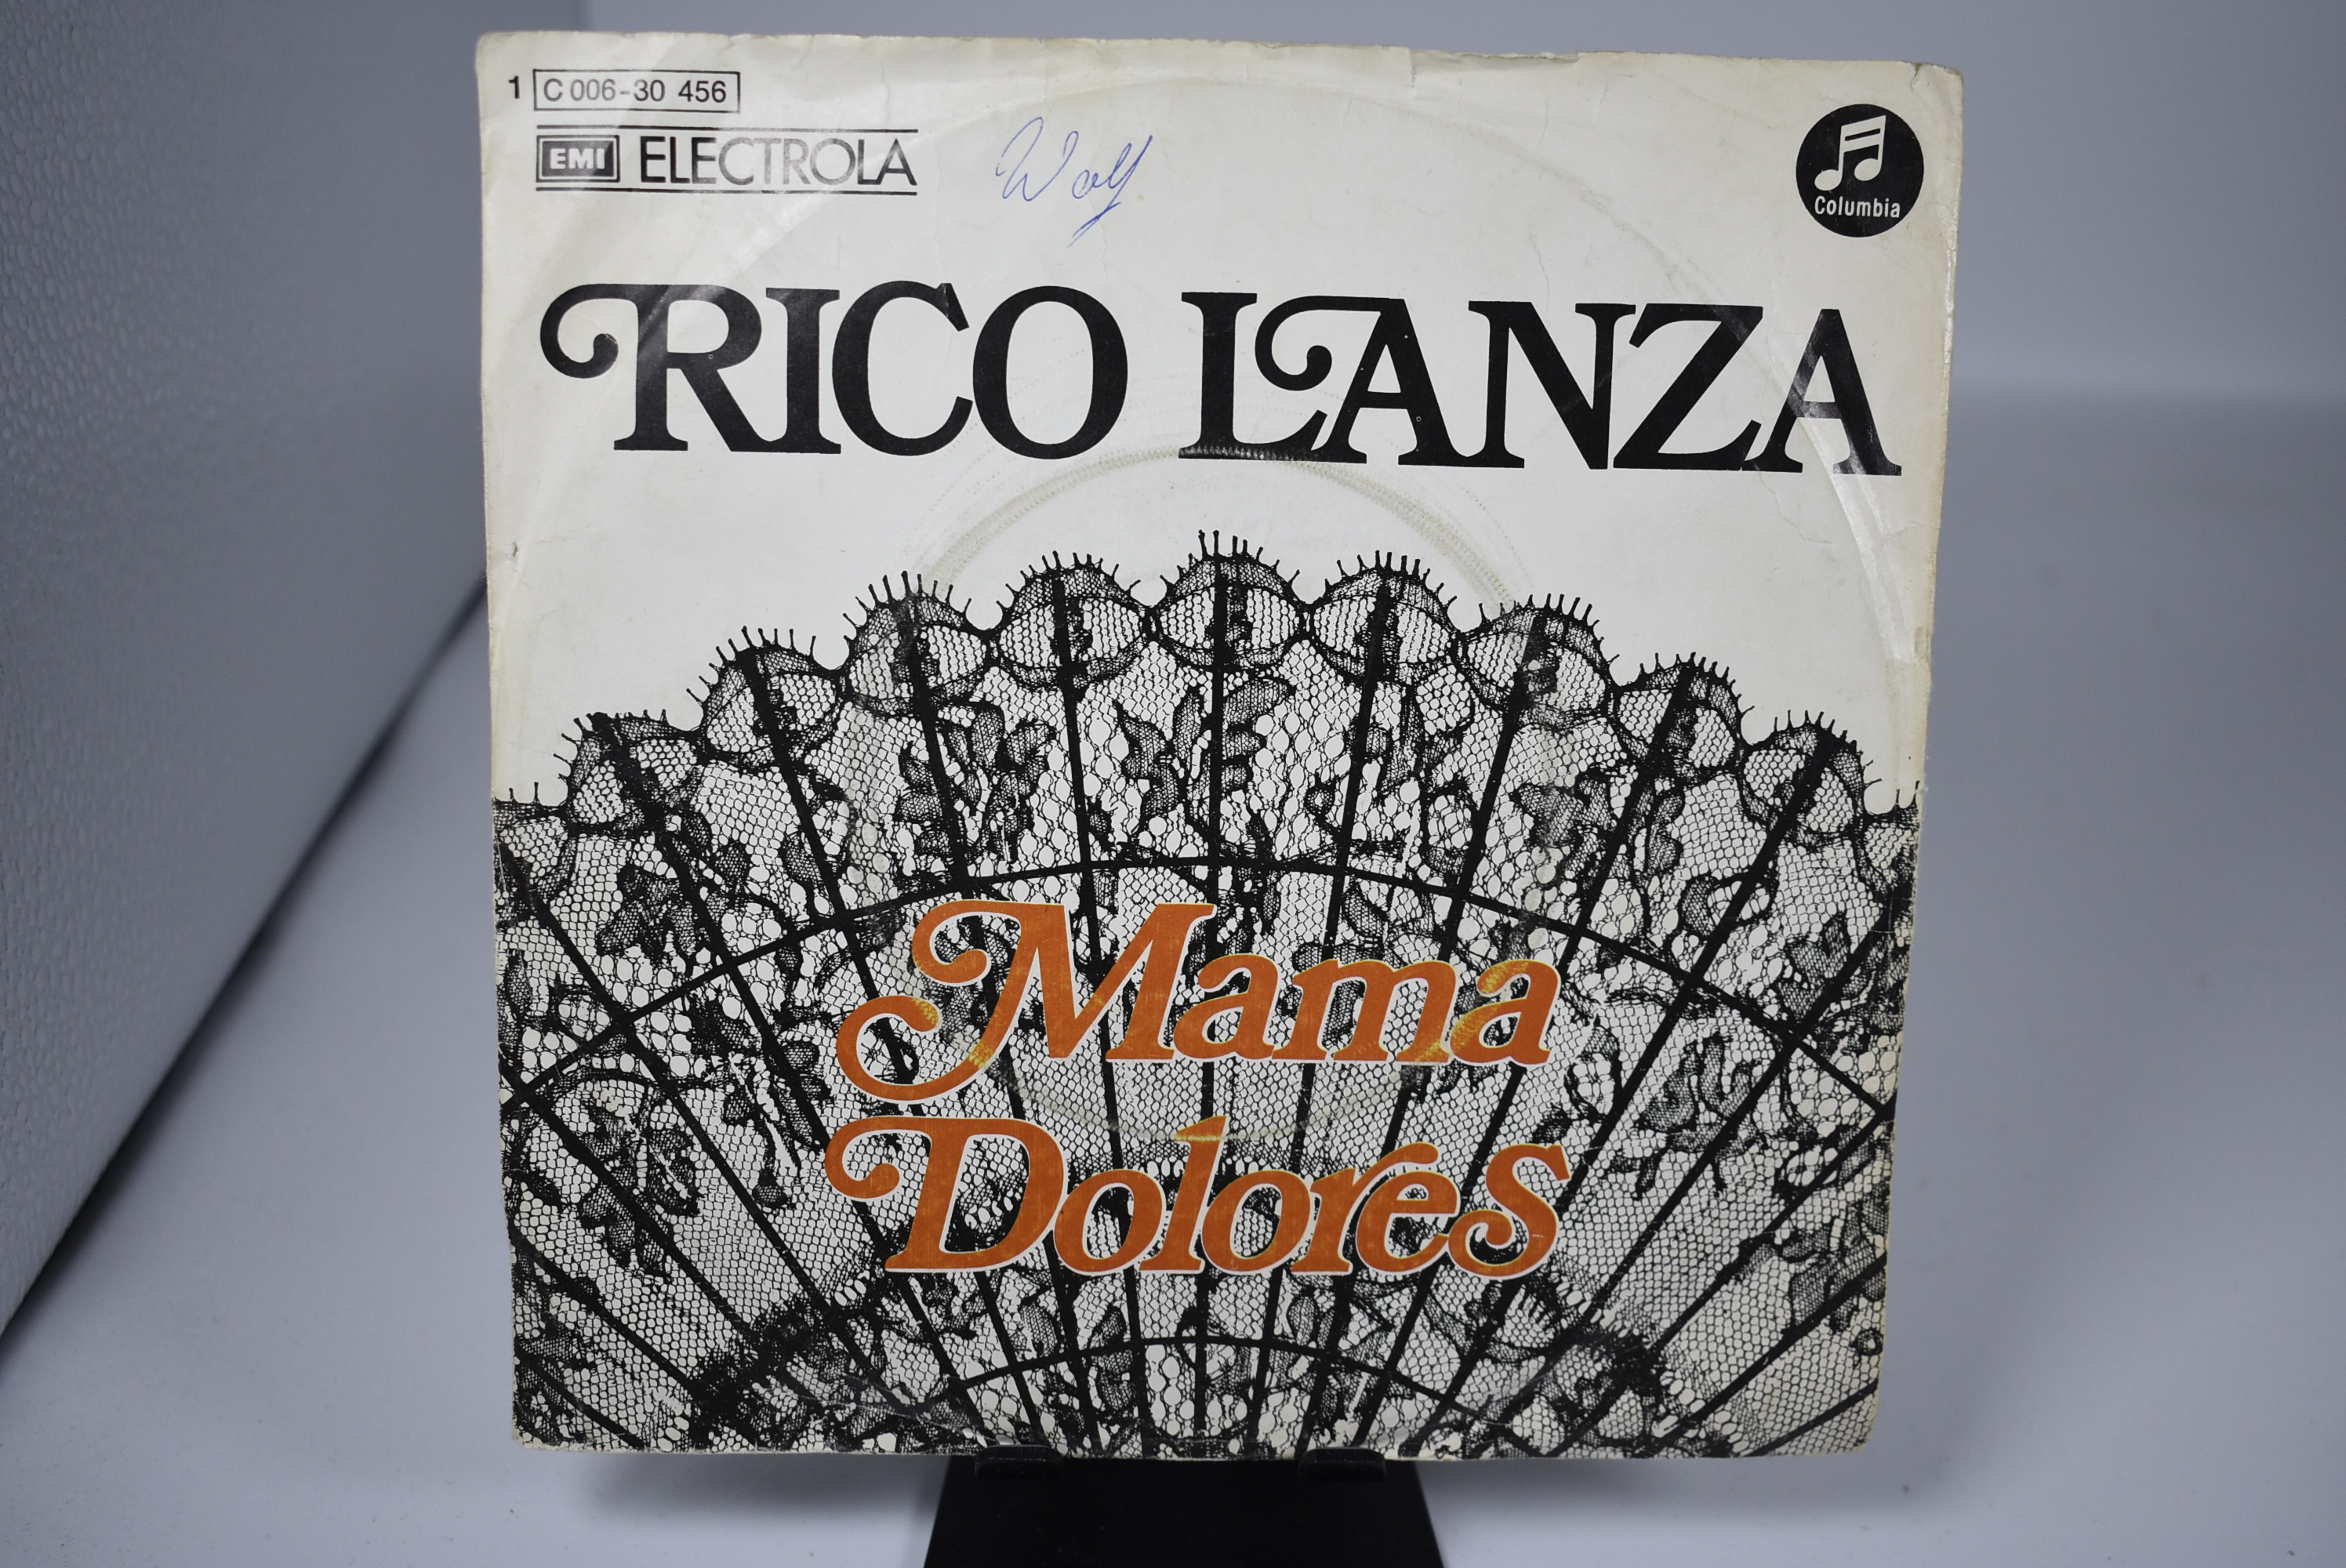 1 C 006-30 456
EMI ELECTROLA
Wolf
Columbia
RICO LANZA
Mama
Dolores